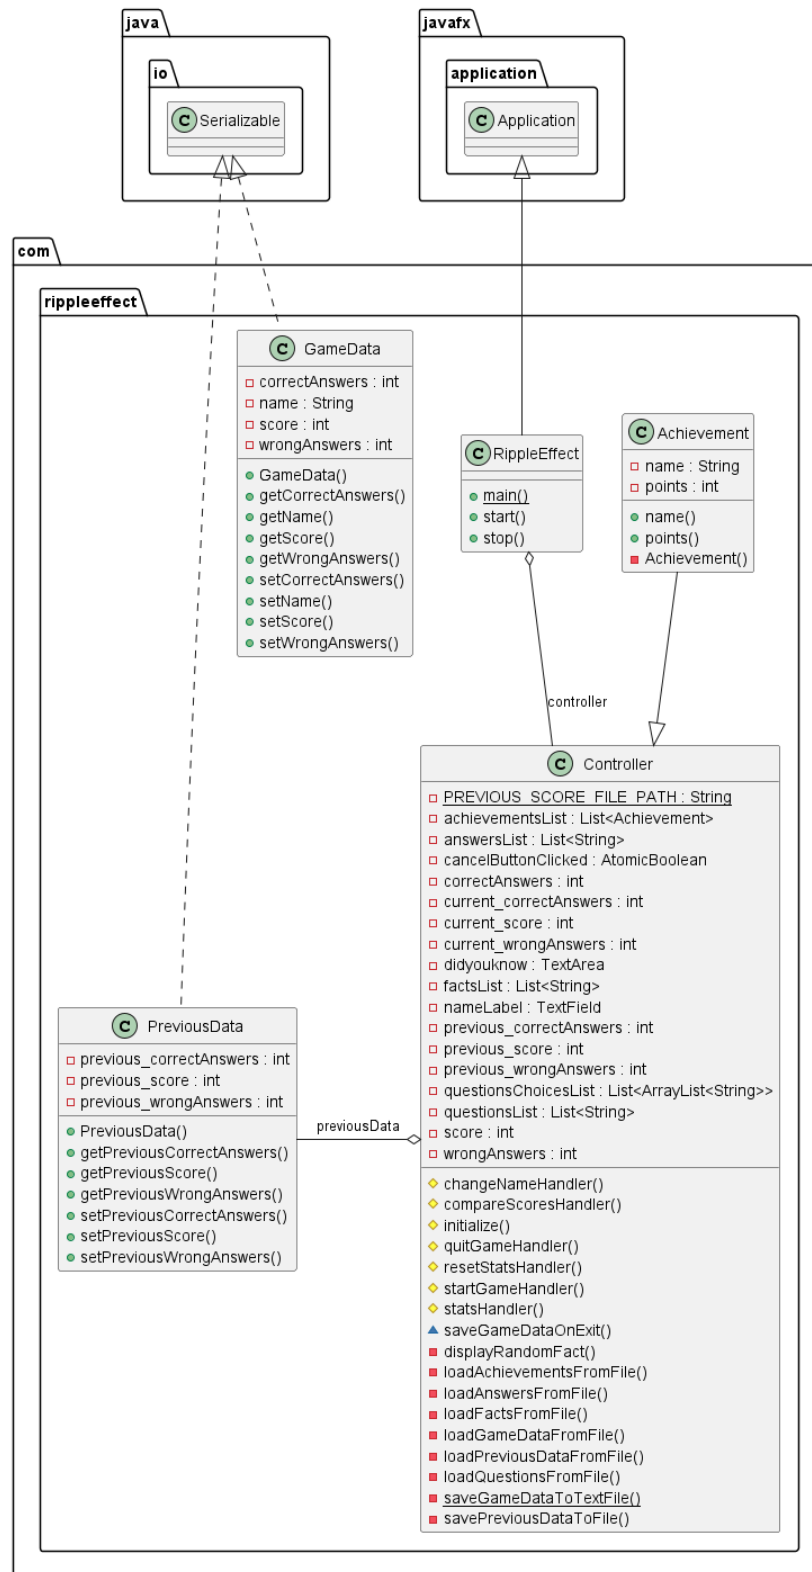 java
io
C Serializable
javafx
application
C Application
com
rippleeffect
C GameData
correctAnswers : int
name : String
score : int
wrongAnswers : int
GameData()
getCorrectAnswers()
getName()
getScore()
getWrongAnswers()
setCorrectAnswers()
setName()
setScore()
setWrongAnswers()
C RippleEffect
main()
start()
stop()
C Achievement
name : String
points : int
name()
points()
Achievement()
controller
C Controller
PREVIOUS_SCORE_FILE_PATH : String
achievementsList : List<Achievement>
answersList : List<String>
cancelButtonClicked : AtomicBoolean
correctAnswers : int
current_correctAnswers : int
current_score : int
current_wrongAnswers : int
didyouknow : TextArea
factsList : List<String>
nameLabel : TextField
previous_correctAnswers : int
previous_score : int
previous_wrongAnswers : int
questionsChoicesList : List<ArrayList<String>>
questionsList : List<String>
score : int
wrongAnswers : int
changeNameHandler()
compareScoresHandler()
initialize()
quitGameHandler()
resetStatsHandler()
startGameHandler()
statsHandler()
saveGameDataOnExit()
displayRandomFact()
loadAchievementsFromFile()
loadAnswersFromFile()
loadFactsFromFile()
loadGameDataFromFile()
loadPreviousDataFromFile()
loadQuestionsFromFile()
saveGameDataToTextFile()
savePreviousDataToFile()
C PreviousData
previous_correctAnswers : int
previous_score : int
previous_wrongAnswers : int
PreviousData()
getPreviousCorrectAnswers()
getPreviousScore()
getPreviousWrongAnswers()
setPreviousCorrectAnswers()
setPreviousScore()
setPreviousWrongAnswers()
previousData